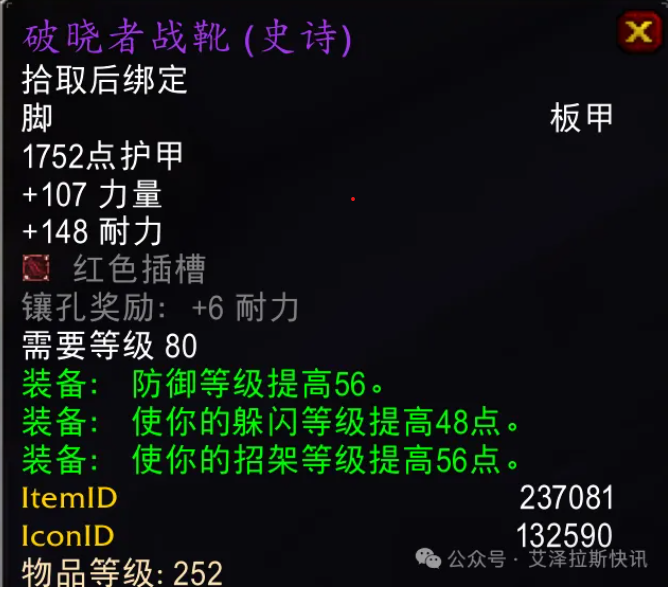 破晓者战靴 (史诗)
拾取后绑定
脚 板甲
1752点护甲
+107 力量
+148 耐力
红色插槽
镶孔奖励: +6 耐力
需要等级 80
装备: 防御等级提高56。
装备: 使你的躲闪等级提高48点。
装备: 使你的招架等级提高56点。
ItemID 237081
IconID 132590
公众号 · 艾泽拉斯快讯
物品等级: 252